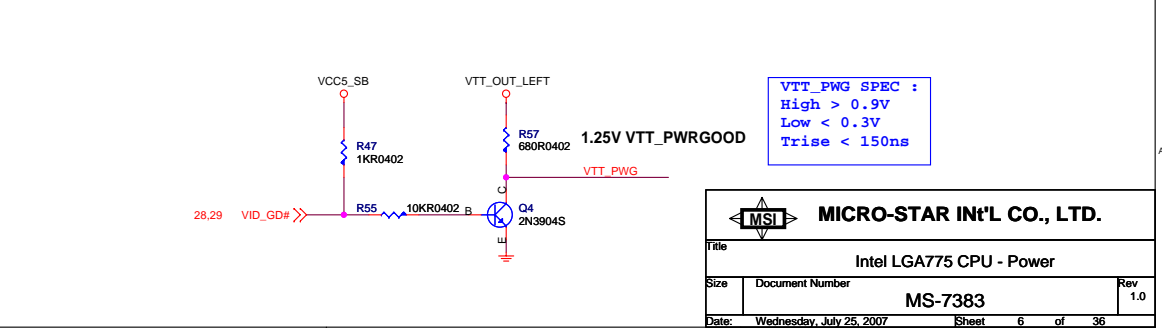 VCC5_SB
VTT_OUT_LEFT
VTT_PWG SPEC :
High > 0.9V
Low < 0.3V
Trise < 150ns
R47
1KR0402
R57
680R0402
1.25V VTT_PWRGOOD
VTT_PWG
C
28,29 VID_GD#
R55
10KR0402
B
Q4
2N3904S
E
MSI
MICRO-STAR INt'L CO., LTD.
Title
Intel LGA775 CPU - Power
Size Document Number Rev
MS-7383 1.0
Date: Wednesday, July 25, 2007 Sheet 6 of 36
A